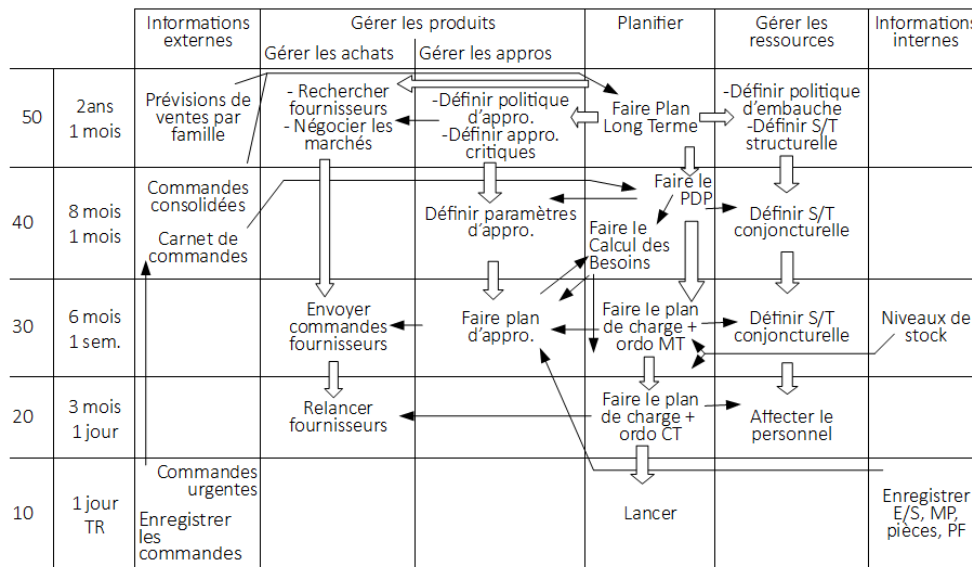 Informations
externes
Gérer les produits
Gérer les achats
Gérer les appros
Planifier
Gérer les
ressources
Informations
internes
50
2ans
1 mois
Prévisions de
ventes par
famille
- Rechercher
fournisseurs
- Négocier les
marchés
-Définir politique
d'appro.
-Définir appro.
critiques
Faire Plan
Long Terme
-Définir politique
d'embauche
-Définir S/T
structurelle
40
8 mois
1 mois
Commandes
consolidées
Carnet de
commandes
Définir paramètres
d'appro.
Faire le
PDP
Faire le
Calcul des
Besoins
Définir S/T
conjoncturelle
30
6 mois
1 sem.
Envoyer
commandes
fournisseurs
Faire plan
d'appro.
Faire le plan
de charge +
ordo MT
Définir S/T
conjoncturelle
Niveaux de
stock
20
3 mois
1 jour
Relancer
fournisseurs
Faire le plan
de charge +
ordo CT
Affecter le
personnel
10
1 jour
TR
Commandes
urgentes
Enregistrer
les
commandes
Lancer
Enregistrer
E/S, MP,
pièces, PF